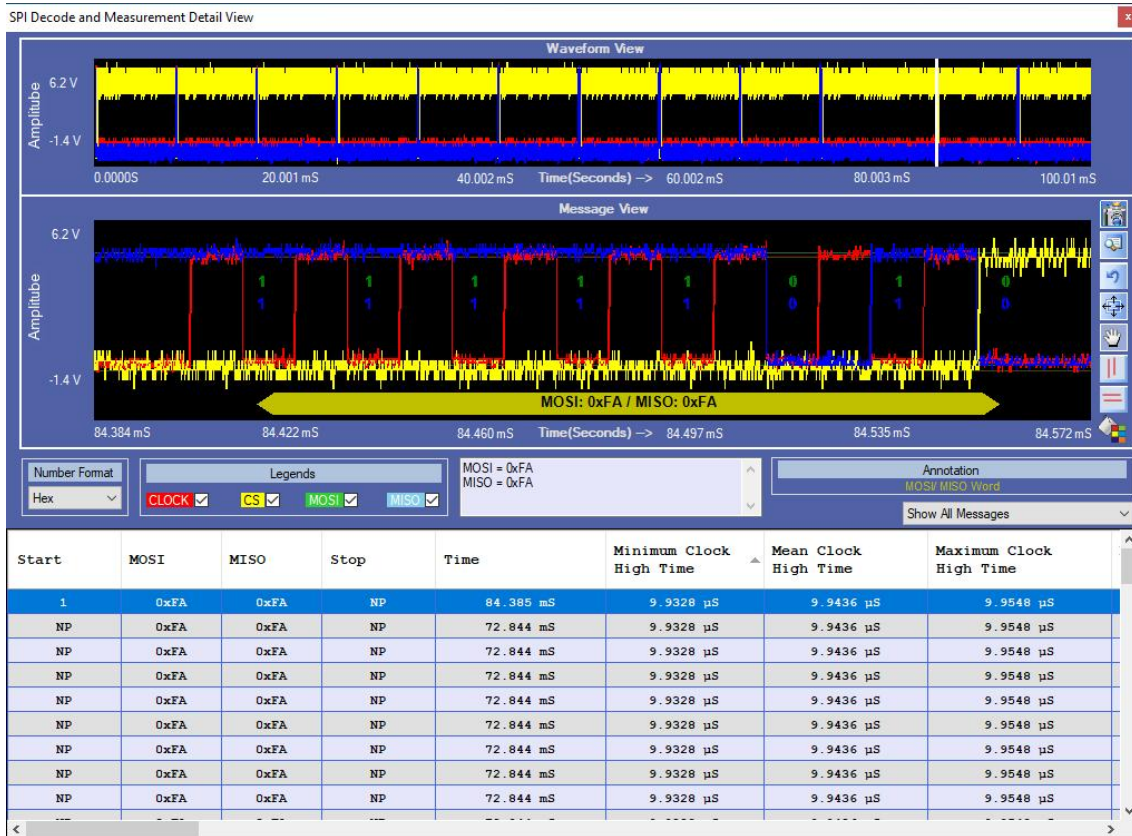 SPI Decode and Measurement Detail View
x
Waveform View
Amplitube
6.2 V
-1.4 V
0.0000S 20.001 mS 40.002 mS Time(Seconds) --> 60.002 mS 80.003 mS 100.01 mS
Message View
Amplitube
6.2 V
1 1 1 1 1 0 1 0
1 1 1 1 1 0 1 0
-1.4 V
MOSI: 0xFA / MISO: 0xFA
84.384 mS 84.422 mS 84.460 mS Time(Seconds) --> 84.497 mS 84.535 mS 84.572 mS
Number Format
Hex
Legends
CLOCK CS MOSI MISO
MOSI = 0xFA
MISO = 0xFA
Annotation
MOSI/ MISO Word
Show All Messages
Start MOSI MISO Stop Time Minimum Clock High Time Mean Clock High Time Maximum Clock High Time
1 0xFA 0xFA NP 84.385 mS 9.9328 µS 9.9436 µS 9.9548 µS
NP 0xFA 0xFA NP 72.844 mS 9.9328 µS 9.9436 µS 9.9548 µS
NP 0xFA 0xFA NP 72.844 mS 9.9328 µS 9.9436 µS 9.9548 µS
NP 0xFA 0xFA NP 72.844 mS 9.9328 µS 9.9436 µS 9.9548 µS
NP 0xFA 0xFA NP 72.844 mS 9.9328 µS 9.9436 µS 9.9548 µS
NP 0xFA 0xFA NP 72.844 mS 9.9328 µS 9.9436 µS 9.9548 µS
NP 0xFA 0xFA NP 72.844 mS 9.9328 µS 9.9436 µS 9.9548 µS
NP 0xFA 0xFA NP 72.844 mS 9.9328 µS 9.9436 µS 9.9548 µS
NP 0xFA 0xFA NP 72.844 mS 9.9328 µS 9.9436 µS 9.9548 µS